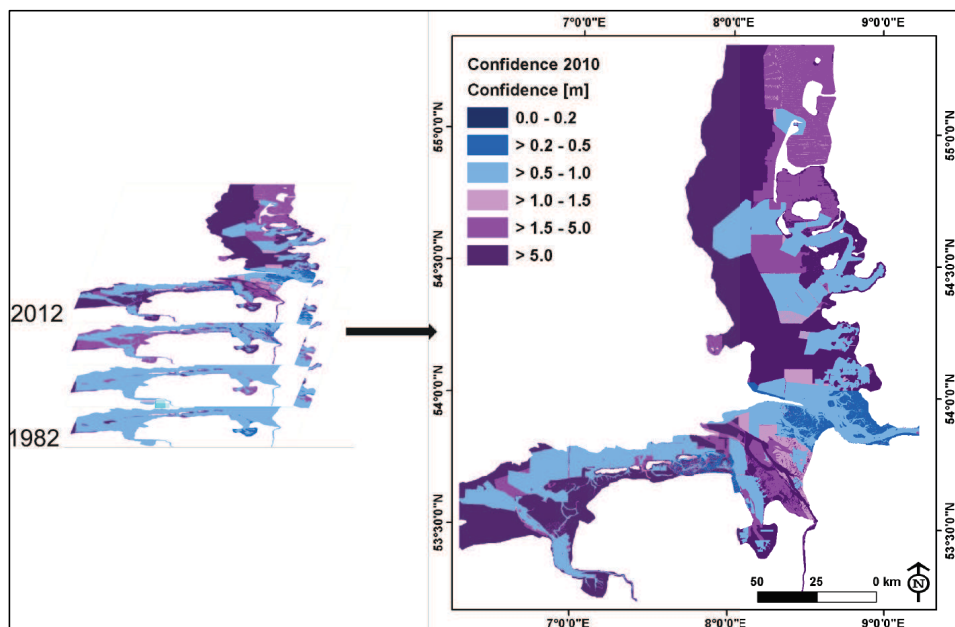 7°0'0"E 8°0'0"E 9°0'0"E
Confidence 2010
Confidence [m]
0.0 - 0.2
> 0.2 - 0.5
> 0.5 - 1.0
> 1.0 - 1.5
> 1.5 - 5.0
> 5.0
2012
1982
55°0'0"N
54°30'0"N
54°0'0"N
53°30'0"N
55°0'0"N
54°30'0"N
54°0'0"N
53°30'0"N
50 25 0 km
N
7°0'0"E 8°0'0"E 9°0'0"E